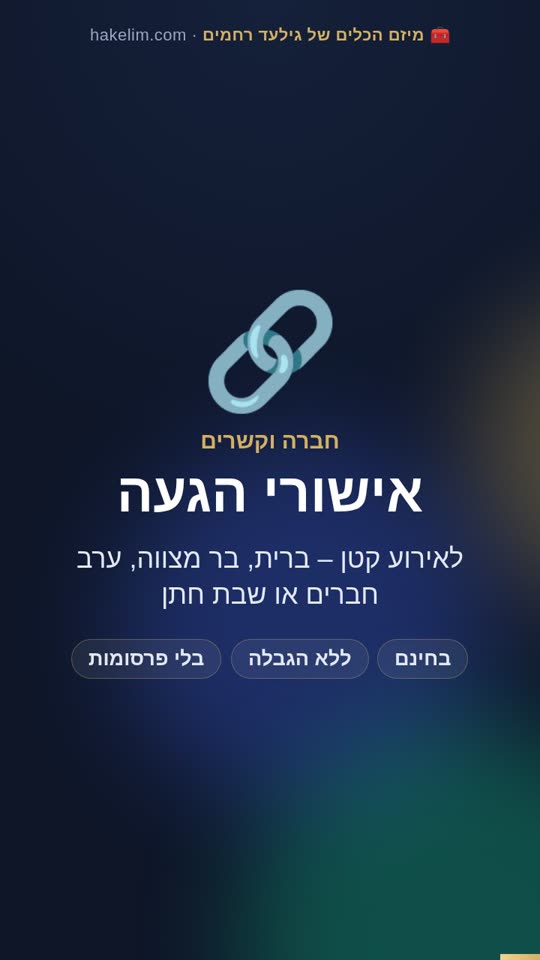 🧰 מיזם הכלים של גילעד רחמים · hakelim.com
חברה וקשרים
אישורי הגעה
לאירוע קטן – ברית, בר מצווה, ערב
חברים או שבת חתן
בחינם
ללא הגבלה
בלי פרסומות